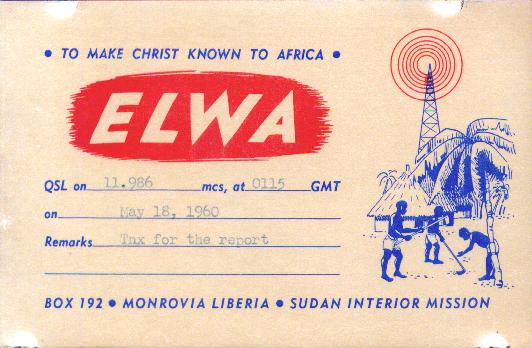 • TO MAKE CHRIST KNOWN TO AFRICA •
ELWA
QSL on 11.986 mcs, at 0115 GMT
on May 18, 1960
Remarks Tnx for the report
BOX 192 • MONROVIA LIBERIA • SUDAN INTERIOR MISSION